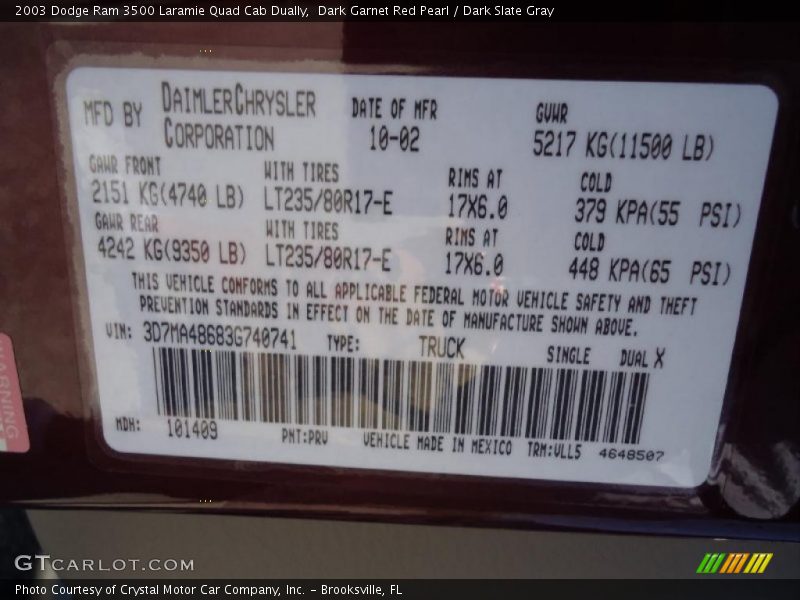 2003 Dodge Ram 3500 Laramie Quad Cab Dually,  Dark Garnet Red Pearl / Dark Slate Gray
MFD BY DAIMLERCHRYSLER CORPORATION DATE OF MFR 10-02 GVWR 5217 KG(11500 LB)
GAWR FRONT WITH TIRES RIMS AT COLD
2151 KG(4740 LB) LT235/80R17-E 17X6.0 379 KPA(55 PSI)
GAWR REAR WITH TIRES RIMS AT COLD
4242 KG(9350 LB) LT235/80R17-E 17X6.0 448 KPA(65 PSI)
THIS VEHICLE CONFORMS TO ALL APPLICABLE FEDERAL MOTOR VEHICLE SAFETY AND THEFT
PREVENTION STANDARDS IN EFFECT ON THE DATE OF MANUFACTURE SHOWN ABOVE.
VIN: 3D7MA48683G740741 TYPE: TRUCK SINGLE DUAL X
MDH: 101409 PNT:PRV VEHICLE MADE IN MEXICO TRM:VLL5 4648507
WARNING
GTCARLOT.COM
Photo Courtesy of Crystal Motor Car Company, Inc. – Brooksville, FL